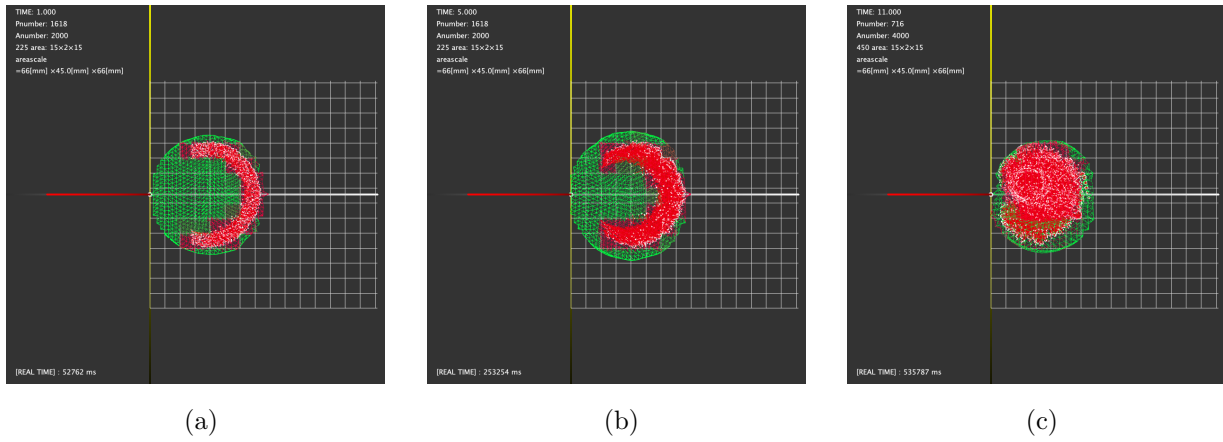 TIME: 1.000
Pnumber: 1618
Anumber: 2000
225 area: 15×2×15
areascale
=66[mm] ×45.0[mm] ×66[mm]
[REAL TIME] : 52762 ms
(a)
TIME: 5.000
Pnumber: 1618
Anumber: 2000
225 area: 15×2×15
areascale
=66[mm] ×45.0[mm] ×66[mm]
[REAL TIME] : 253254 ms
(b)
TIME: 11.000
Pnumber: 716
Anumber: 4000
450 area: 15×2×15
areascale
=66[mm] ×45.0[mm] ×66[mm]
[REAL TIME] : 535787 ms
(c)